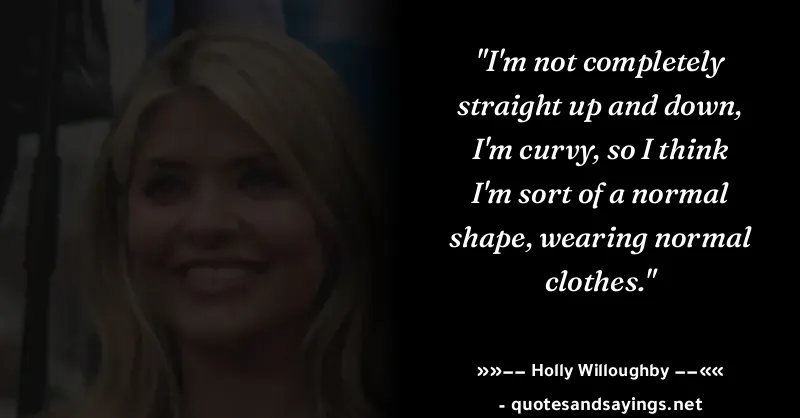 "I'm not completely
straight up and down,
I'm curvy, so I think
I'm sort of a normal
shape, wearing normal
clothes."
»»–– Holly Willoughby ––««
- quotesandsayings.net